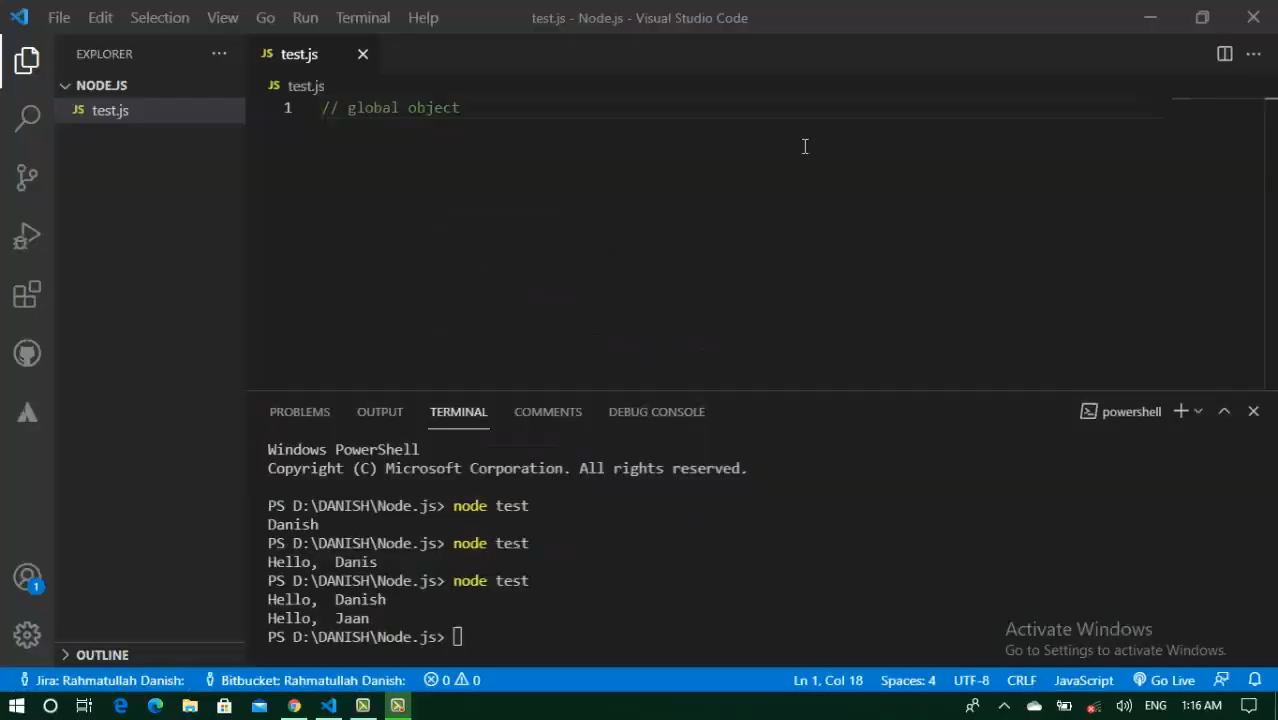 File Edit Selection View Go Run Terminal Help
test.js - Node.js - Visual Studio Code
EXPLORER
JS test.js
NODE.JS
JS test.js
JS test.js
1 // global object
PROBLEMS OUTPUT TERMINAL COMMENTS DEBUG CONSOLE
powershell
Windows PowerShell
Copyright (C) Microsoft Corporation. All rights reserved.
PS D:\DANISH\Node.js> node test
Danish
PS D:\DANISH\Node.js> node test
Hello,  Danis
PS D:\DANISH\Node.js> node test
Hello,  Danish
Hello,  Jaan
PS D:\DANISH\Node.js>
1
Activate Windows
Go to Settings to activate Windows.
OUTLINE
Jira: Rahmatullah Danish: Bitbucket: Rahmatullah Danish: 0 0 Ln 1, Col 18 Spaces: 4 UTF-8 CRLF JavaScript Go Live
ENG 1:16 AM